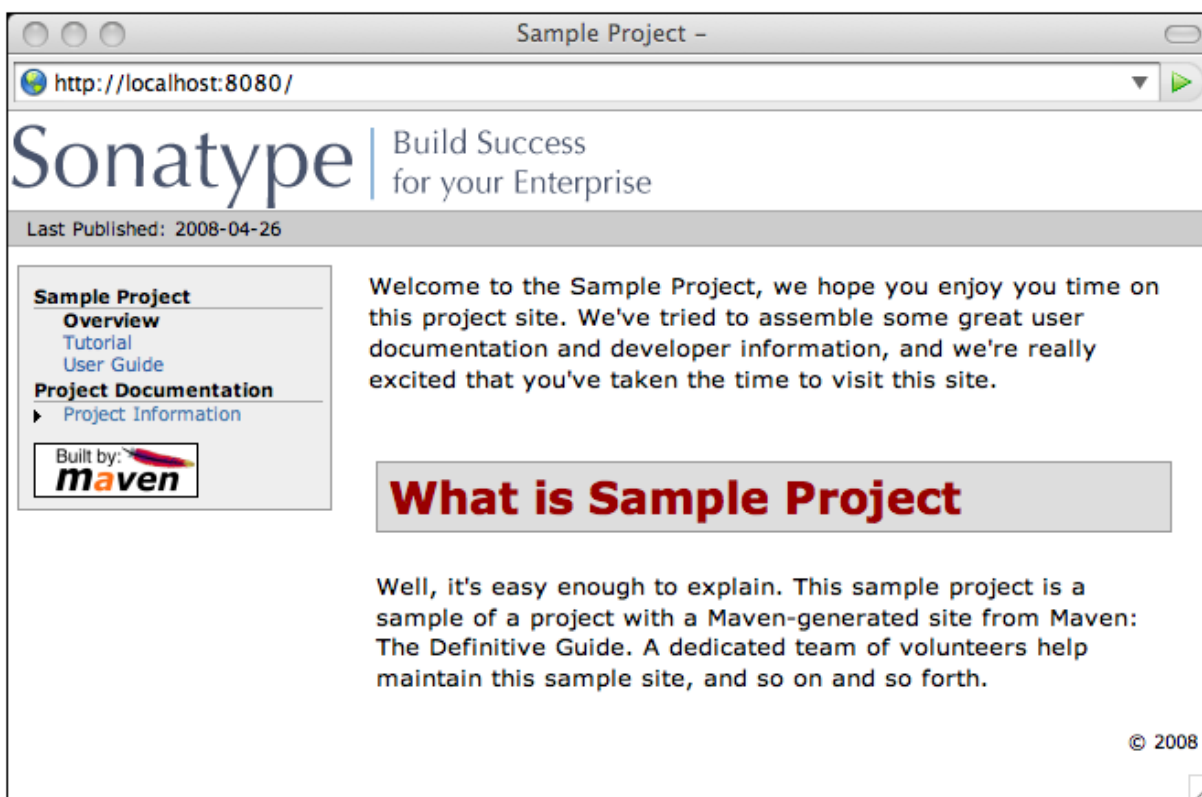 Sample Project –
http://localhost:8080/
Sonatype
Build Success
for your Enterprise
Last Published: 2008-04-26
Sample Project
Overview
Tutorial
User Guide
Project Documentation
Project Information
Built by:
maven
Welcome to the Sample Project, we hope you enjoy you time on
this project site. We've tried to assemble some great user
documentation and developer information, and we're really
excited that you've taken the time to visit this site.
What is Sample Project
Well, it's easy enough to explain. This sample project is a
sample of a project with a Maven-generated site from Maven:
The Definitive Guide. A dedicated team of volunteers help
maintain this sample site, and so on and so forth.
© 2008